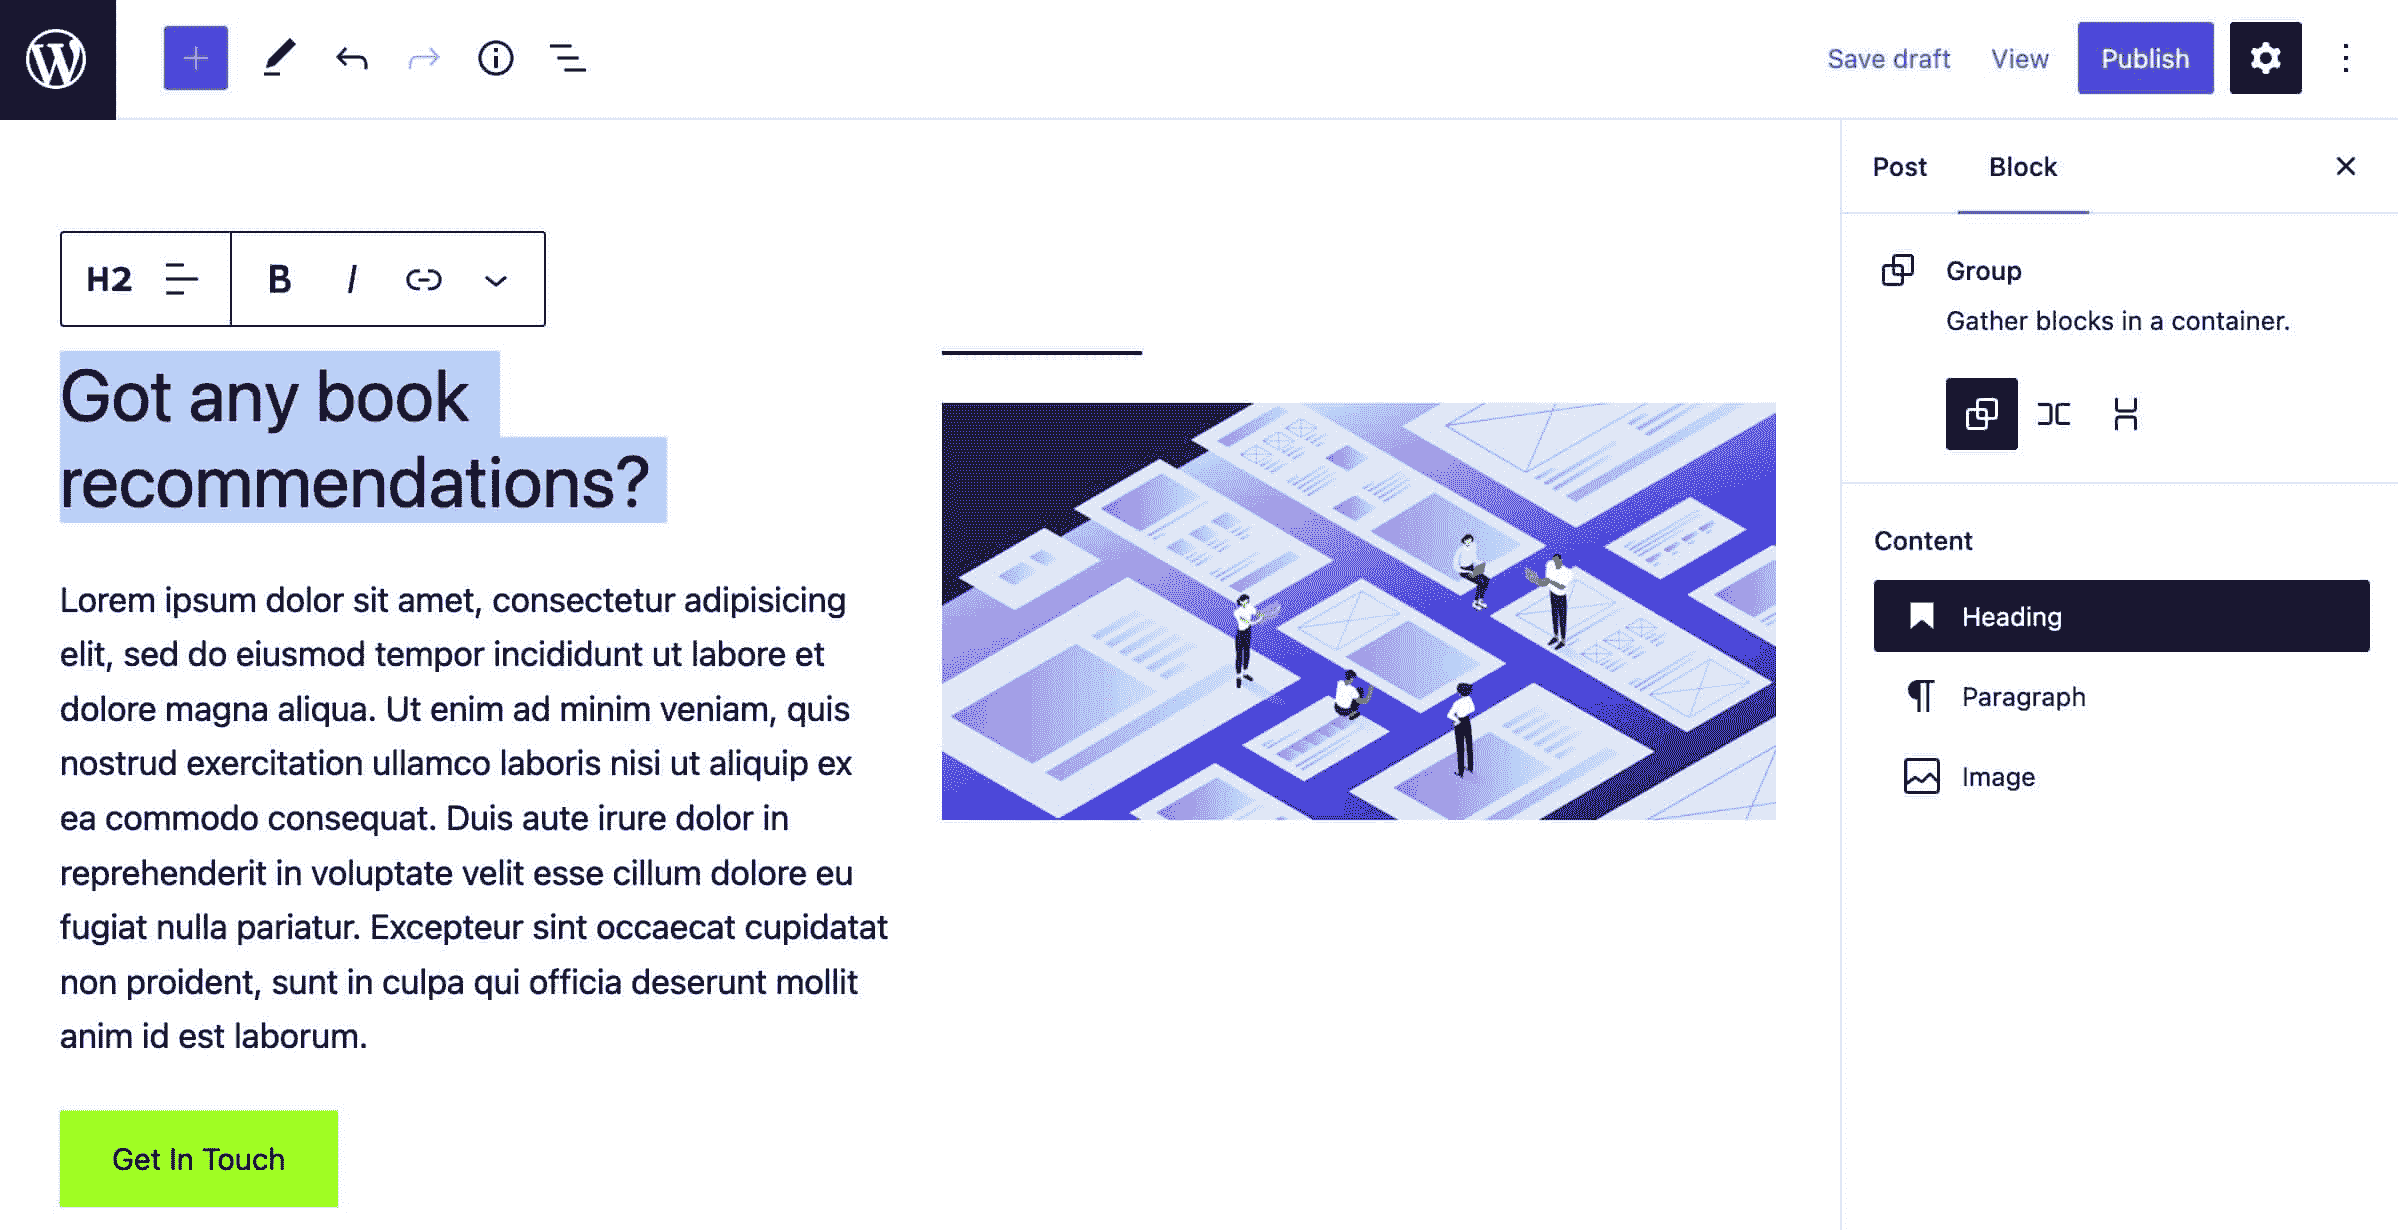 Save draft View Publish
Post Block
H2 B I
Group
Gather blocks in a container.
Got any book
recommendations?
Content
Heading
Paragraph
Image
Lorem ipsum dolor sit amet, consectetur adipisicing
elit, sed do eiusmod tempor incididunt ut labore et
dolore magna aliqua. Ut enim ad minim veniam, quis
nostrud exercitation ullamco laboris nisi ut aliquip ex
ea commodo consequat. Duis aute irure dolor in
reprehenderit in voluptate velit esse cillum dolore eu
fugiat nulla pariatur. Excepteur sint occaecat cupidatat
non proident, sunt in culpa qui officia deserunt mollit
anim id est laborum.
Get In Touch